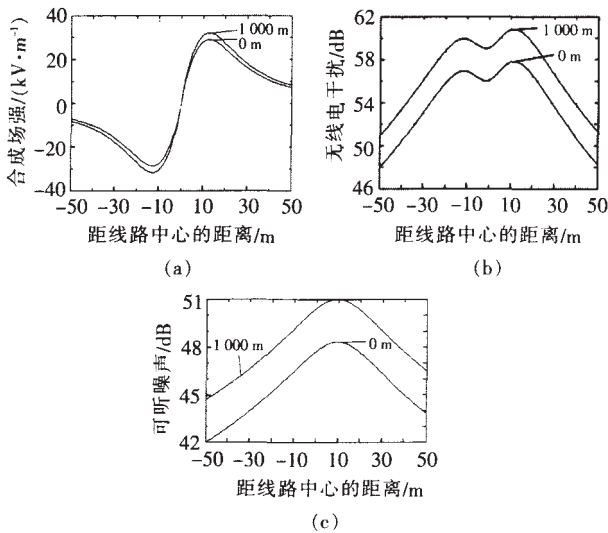 合成场强/(kV·m⁻¹)
40
20
0
-20
-40
1 000 m
0 m
-50 -30 -10 10 30 50
距线路中心的距离/m
(a)
无线电干扰/dB
62
58
54
50
46
1 000 m
0 m
-50 -30 -10 10 30 50
距线路中心的距离/m
(b)
可听噪声/dB
51
48
45
42
1 000 m
0 m
-50 -30 -10 10 30 50
距线路中心的距离/m
(c)